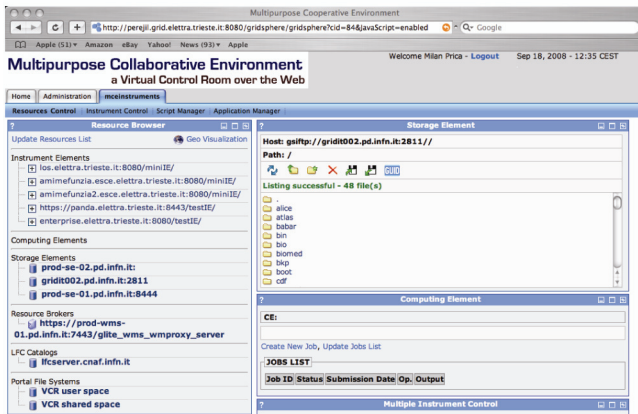 Multipurpose Cooperative Environment
http://perejil.grid.elettra.trieste.it:8080/gridsphere/gridsphere?cid=84&JavaScript=enabled
Google
Apple (51) Amazon eBay Yahoo! News (93) Apple
Multipurpose Collaborative Environment
a Virtual Control Room over the Web
Welcome Milan Prica - Logout Sep 18, 2008 - 12:35 CEST
Home Administration mceinstruments
Resources Control Instrument Control Script Manager Application Manager
? Resource Browser
Update Resources List Geo Visualization
Instrument Elements
los.elettra.trieste.it:8080/miniIE/
amimefunzia.esce.elettra.trieste.it:8080/miniIE/
amimefunzia2.esce.elettra.trieste.it:8080/miniIE/
https://panda.elettra.trieste.it:8443/testIE/
enterprise.elettra.trieste.it:8080/testIE/
Computing Elements
Storage Elements
prod-se-02.pd.infn.it:
gridit002.pd.infn.it:2811
prod-se-01.pd.infn.it:8444
Resource Brokers
https://prod-wms-
01.pd.infn.it:7443/glite_wms_wmproxy_server
LFC Catalogs
lfcserver.cnaf.infn.it
Portal File Systems
VCR user space
VCR shared space
? Storage Element
Host: gsiftp://gridit002.pd.infn.it:2811//
Path: /
GUID
Listing successful - 48 file(s)
.
alice
atlas
babar
bin
bio
biomed
bkp
boot
cdf
? Computing Element
CE:
Create New Job, Update Jobs List
JOBS LIST
Job ID Status Submission Date Op. Output
? Multiple Instrument Control